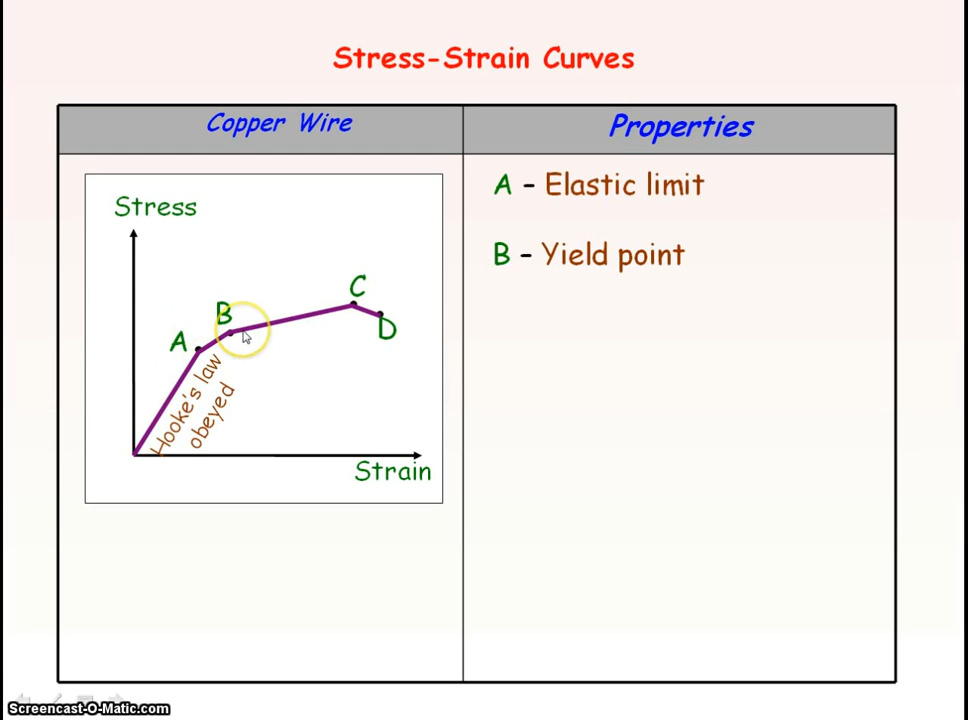 Stress-Strain Curves
Copper Wire
Properties
Stress
A - Elastic limit
B - Yield point
C
B
A
D
Hooke's law
obeyed
Strain
Screencast-O-Matic.com